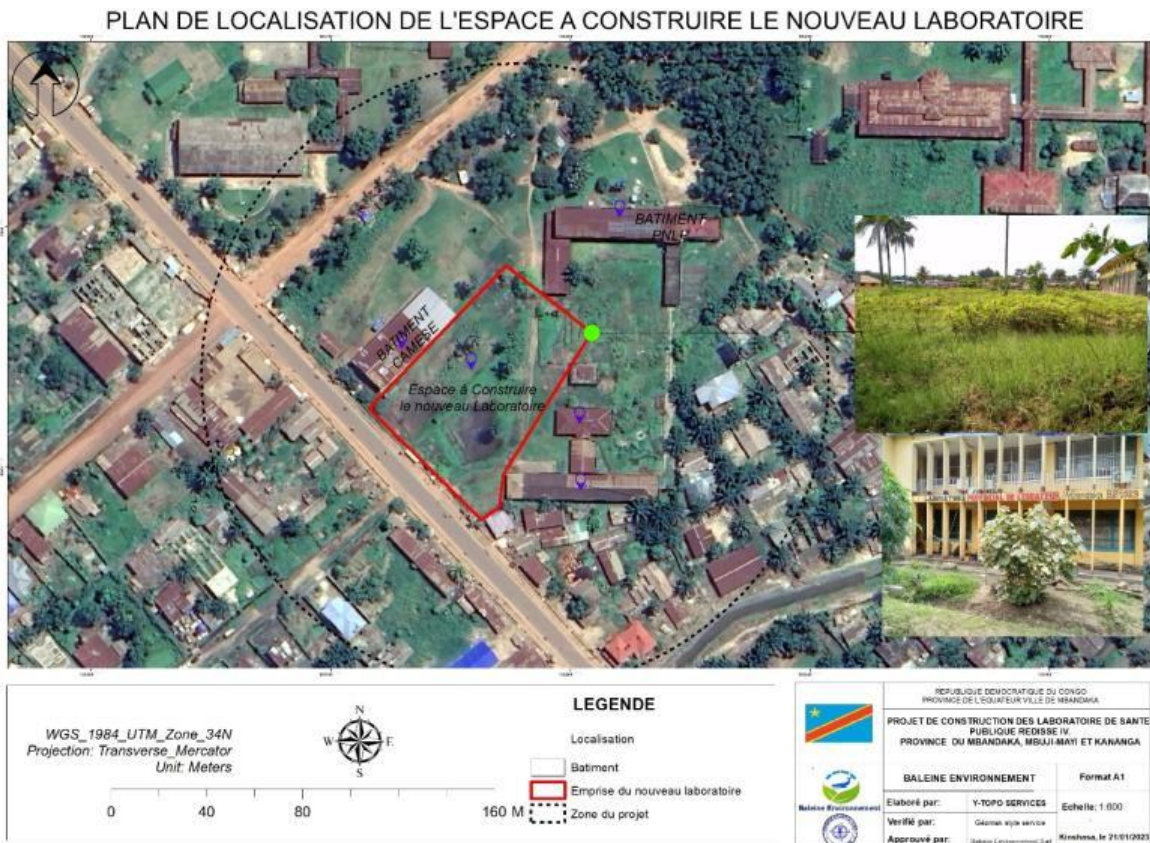 PLAN DE LOCALISATION DE L'ESPACE A CONSTRUIRE LE NOUVEAU LABORATOIRE
BATIMENT
PNLP
BATIMENT
CAMESE
Espace à Construire
le nouveau Laboratoire
WGS_1984_UTM_Zone_34N
Projection: Transverse_Mercator
Unit: Meters
N
W
E
S
0 40 80 160 M
LEGENDE
Localisation
Batiment
Emprise du nouveau laboratoire
Zone du projet
REPUBLIQUE DEMOCRATIQUE DU CONGO
PROVINCE DE L'EQUATEUR VILLE DE MBANDAKA
PROJET DE CONSTRUCTION DES LABORATOIRE DE SANTE
PUBLIQUE REDISSE IV.
PROVINCE DU MBANDAKA, MBUJI-MAYI ET KANANGA
Baleine Environnement
BALEINE ENVIRONNEMENT
Format A1
Elaboré par:
Y-TOPO SERVICES
Echelle: 1:600
Verifié par:
Approuvé par:
Kinshasa, le 21/01/2023